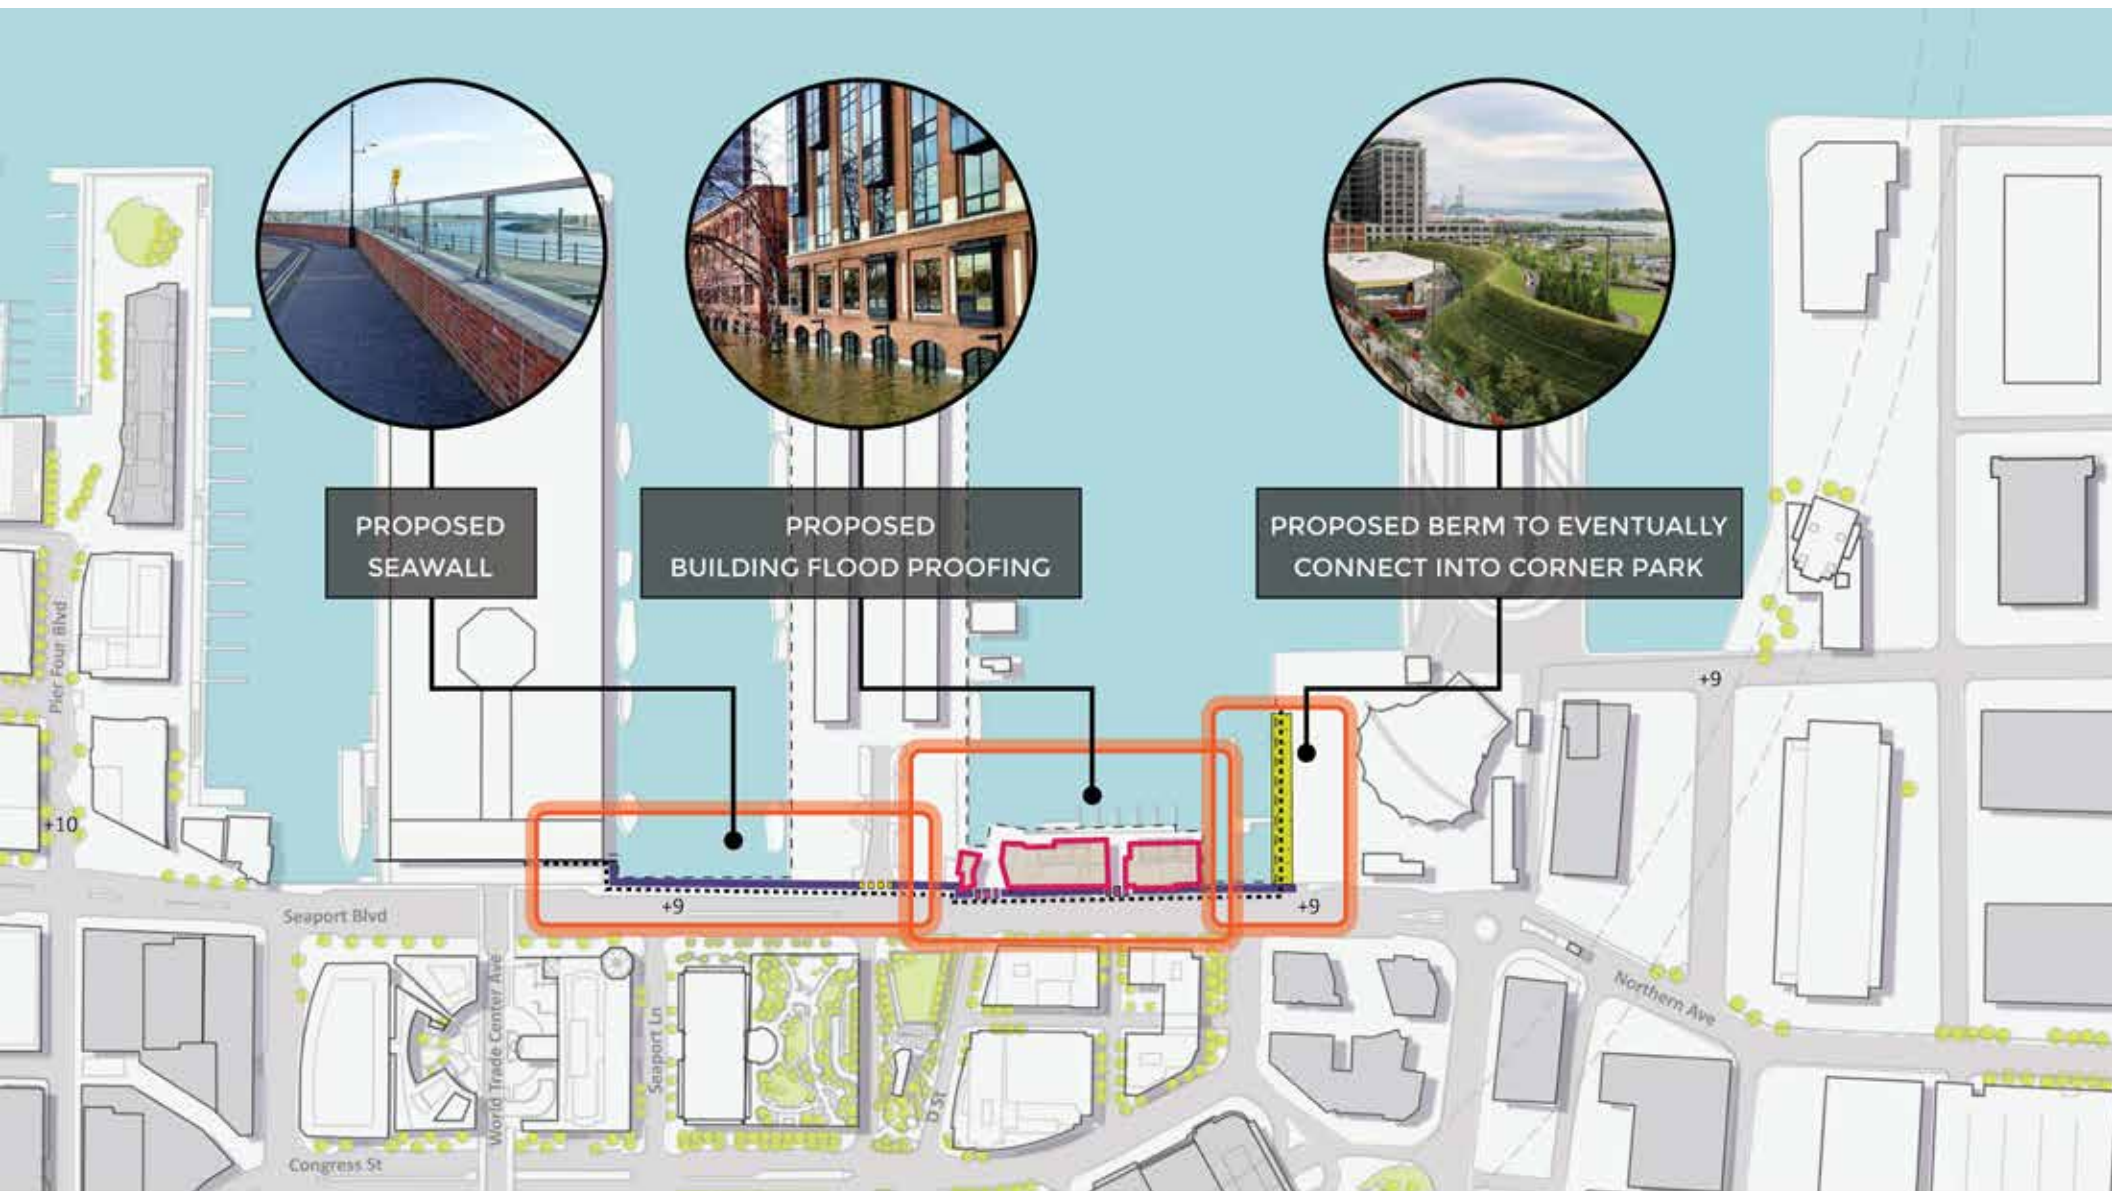 PROPOSED
SEAWALL
PROPOSED
BUILDING FLOOD PROOFING
PROPOSED BERM TO EVENTUALLY
CONNECT INTO CORNER PARK
Pier Four Blvd
+9
+10
+9
+9
Seaport Blvd
World Trade Center Ave
Seaport Ln
D St
Northern Ave
Congress St